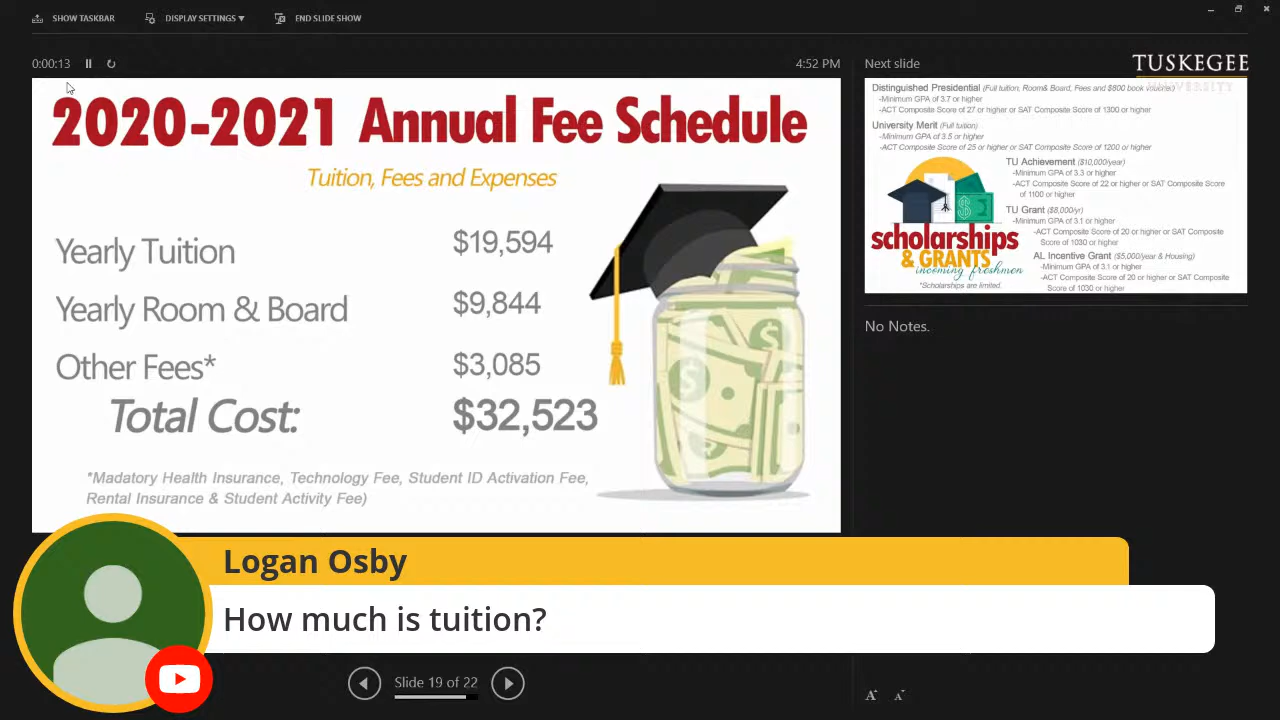 SHOW TASKBAR
DISPLAY SETTINGS ▼
END SLIDE SHOW
0:00:13
4:52 PM
2020-2021 Annual Fee Schedule
Tuition, Fees and Expenses
Yearly Tuition $19,594
Yearly Room & Board $9,844
Other Fees* $3,085
Total Cost: $32,523
*Madatory Health Insurance, Technology Fee, Student ID Activation Fee,
Rental Insurance & Student Activity Fee)
Next slide
TUSKEGEE
UNIVERSITY
Distinguished Presidential (Full tuition, Room& Board, Fees and $800 book voucher)
-Minimum GPA of 3.7 or higher
-ACT Composite Score of 27 or higher or SAT Composite Score of 1300 or higher
University Merit (Full tuition)
-Minimum GPA of 3.5 or higher
-ACT Composite Score of 25 or higher or SAT Composite Score of 1200 or higher
TU Achievement ($10,000/year)
-Minimum GPA of 3.3 or higher
-ACT Composite Score of 22 or higher or SAT Composite Score
of 1100 or higher
TU Grant ($8,000/yr)
-Minimum GPA of 3.1 or higher
-ACT Composite Score of 20 or higher or SAT Composite
Score of 1030 or higher
AL Incentive Grant ($5,000/year & Housing)
-Minimum GPA of 3.1 or higher
-ACT Composite Score of 20 or higher or SAT Composite
Score of 1030 or higher
scholarships
& GRANTS
incoming freshmen
*Scholarships are limited.
No Notes.
Logan Osby
How much is tuition?
Slide 19 of 22
A A